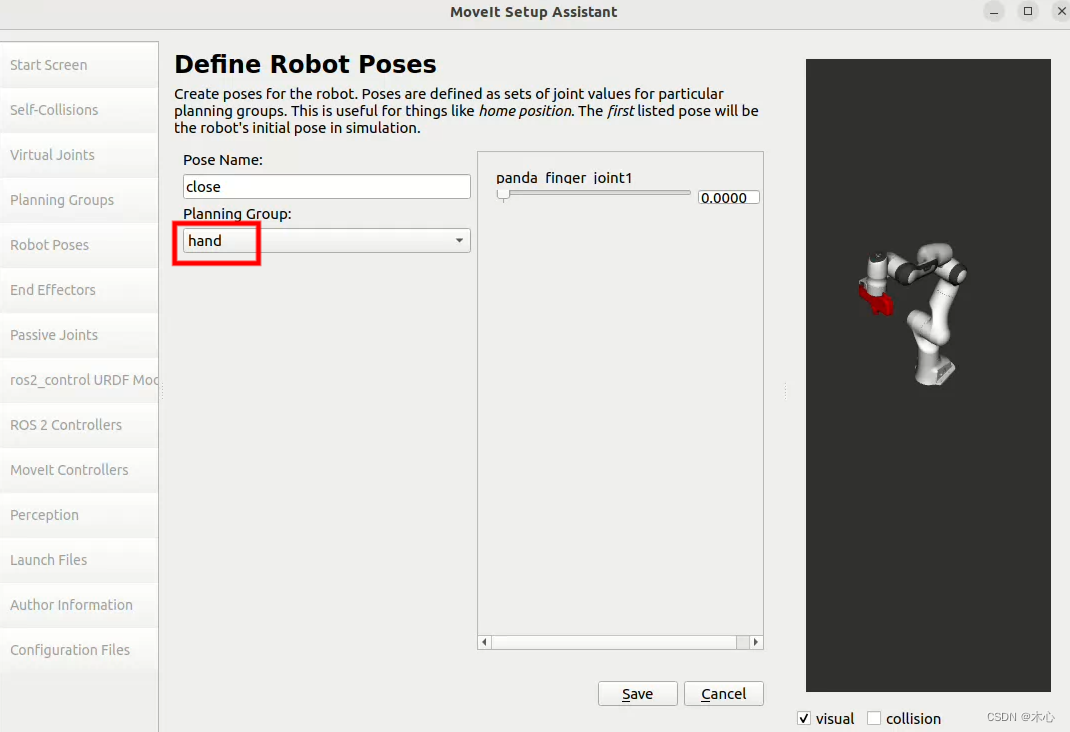 MoveIt Setup Assistant
Start Screen
Self-Collisions
Virtual Joints
Planning Groups
Robot Poses
End Effectors
Passive Joints
ros2_control URDF Mod
ROS 2 Controllers
MoveIt Controllers
Perception
Launch Files
Author Information
Configuration Files
Define Robot Poses
Create poses for the robot. Poses are defined as sets of joint values for particular
planning groups. This is useful for things like home position. The first listed pose will be
the robot's initial pose in simulation.
Pose Name:
close
Planning Group:
hand
panda_finger_joint1
0.0000
Save
Cancel
visual
collision
CSDN @木心